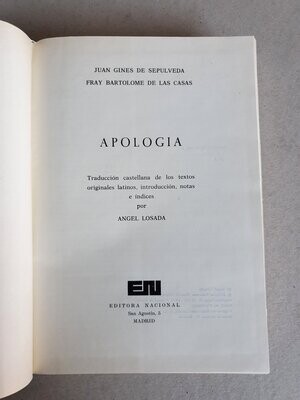 JUAN GINES DE SEPULVEDA
FRAY BARTOLOME DE LAS CASAS
APOLOGIA
Traducción castellana de los textos
originales latinos, introducción, notas
e índices
por
ANGEL LOSADA
EN
EDITORA NACIONAL
San Agustín, 5
MADRID